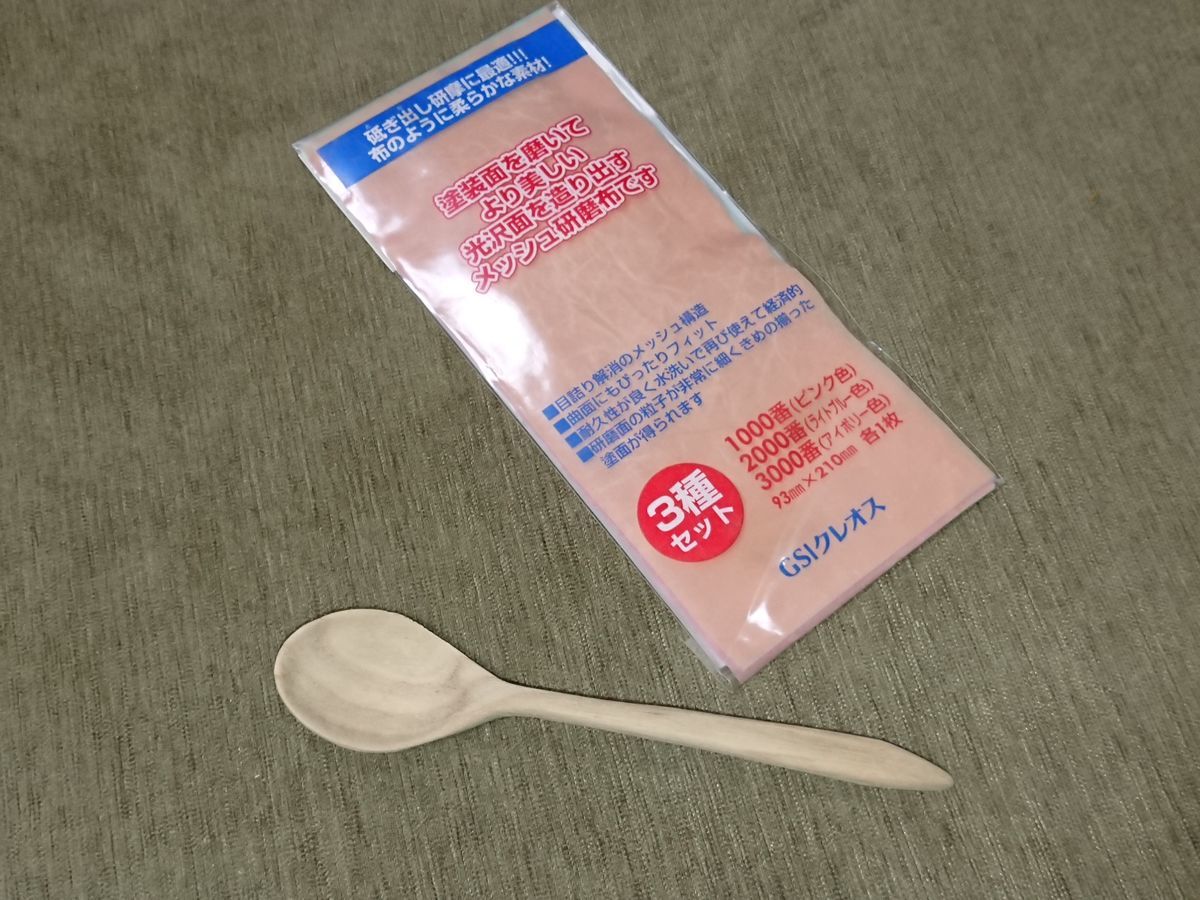 砥ぎ出し研摩に最適!!!
布のように柔らかな素材!
塗装面を磨いて
より美しい
光沢面を造り出す
メッシュ研磨布です
■目詰り解消のメッシュ構造
■曲面にもぴったりフィット
■耐久性が良く水洗いで再び使えて経済的
■研磨面の粒子が非常に細くきめの揃った
塗面が得られます
1000番(ピンク色)
2000番(ライトブルー色)
3000番(アイボリー色)
93mm×210mm 各1枚
3種
セット
GSIクレオス